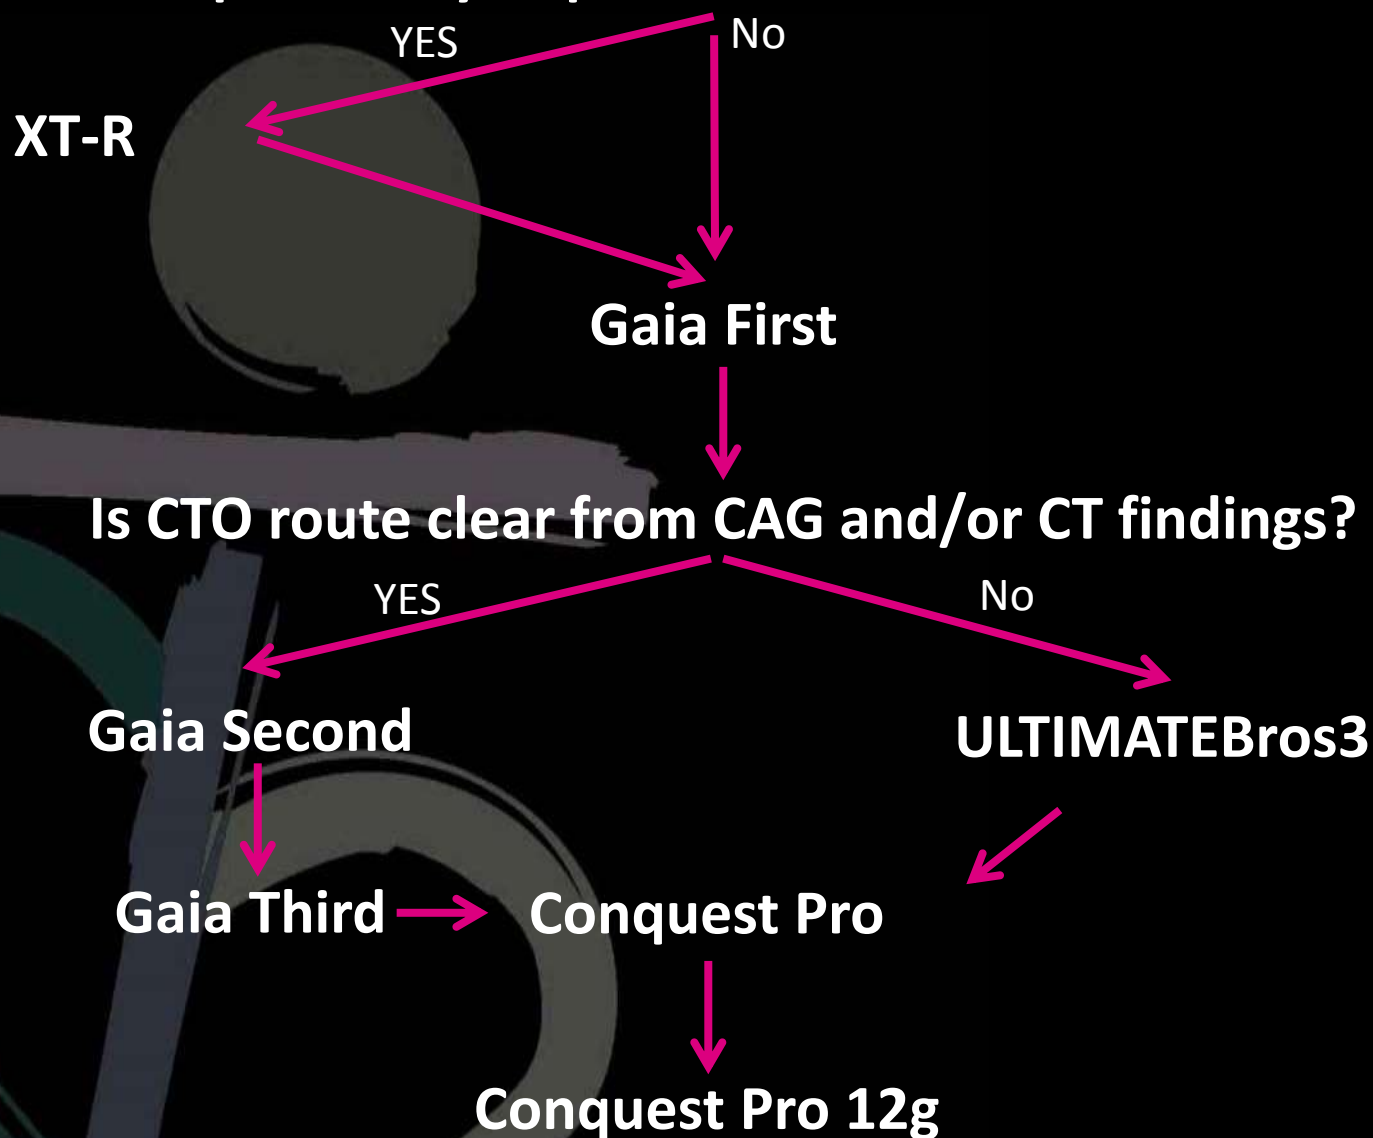 YES
No
XT-R
Gaia First
Is CTO route clear from CAG and/or CT findings?
YES
No
Gaia Second
ULTIMATEBros3
Gaia Third
Conquest Pro
Conquest Pro 12g